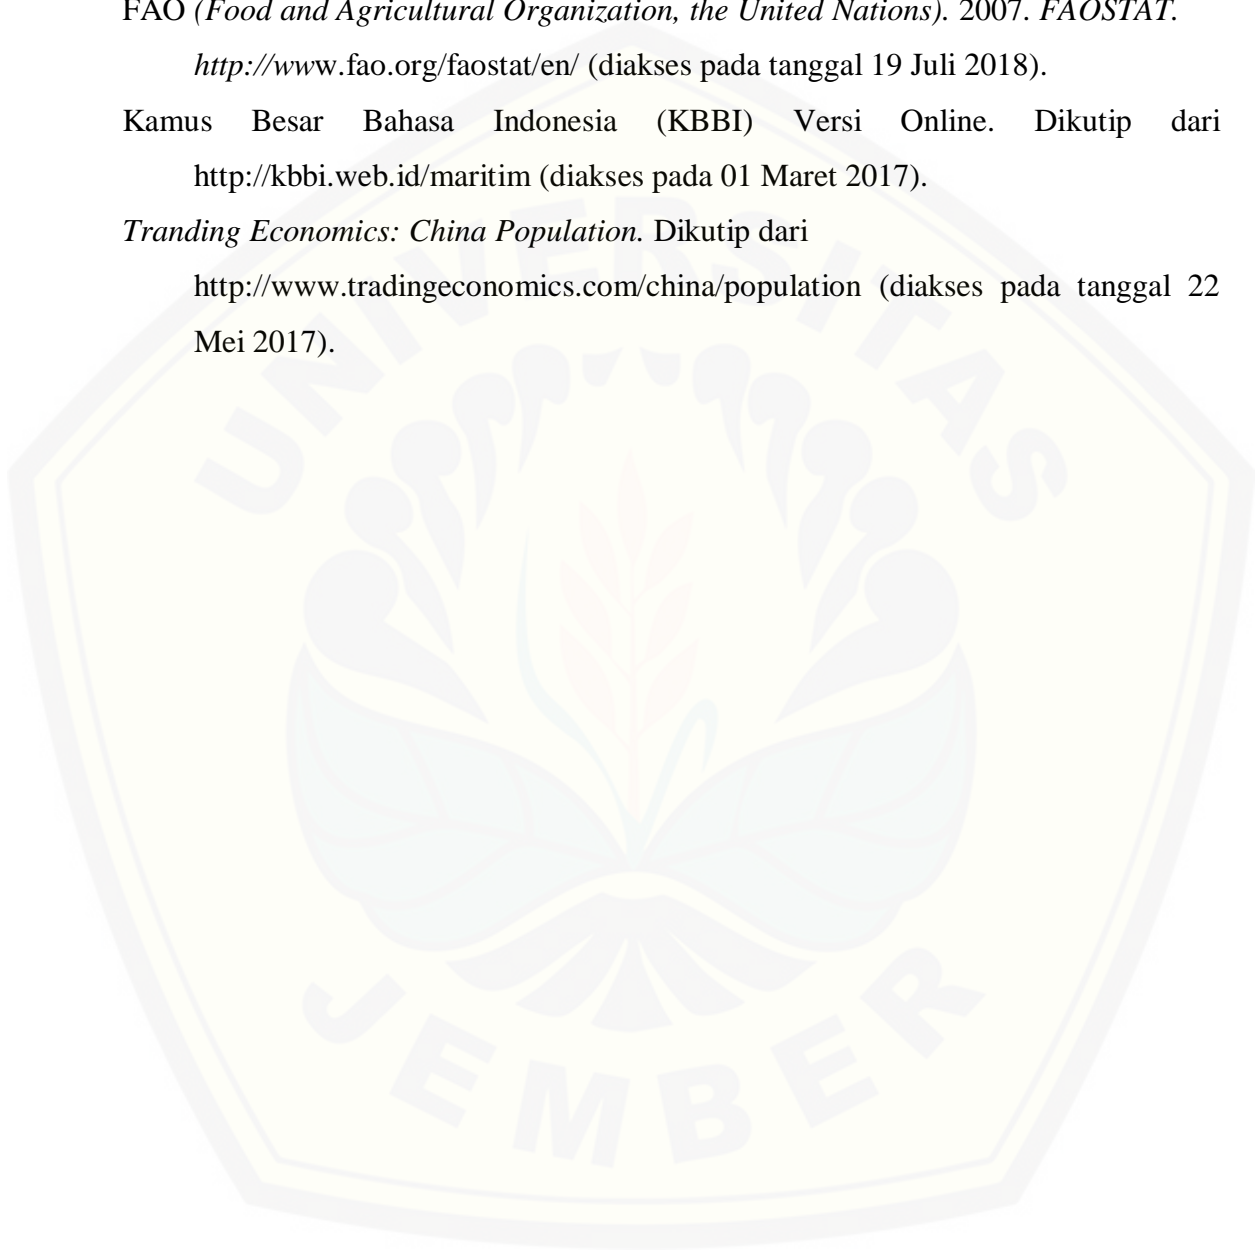 FAO (Food and Agricultural Organization, the United Nations). 2007. FAOSTAT.
http://www.fao.org/faostat/en/ (diakses pada tanggal 19 Juli 2018).
Kamus Besar Bahasa Indonesia (KBBI) Versi Online. Dikutip dari
http://kbbi.web.id/maritim (diakses pada 01 Maret 2017).
Tranding Economics: China Population. Dikutip dari
http://www.tradingeconomics.com/china/population (diakses pada tanggal 22
Mei 2017).
UNIVERSITAS
JEMBER